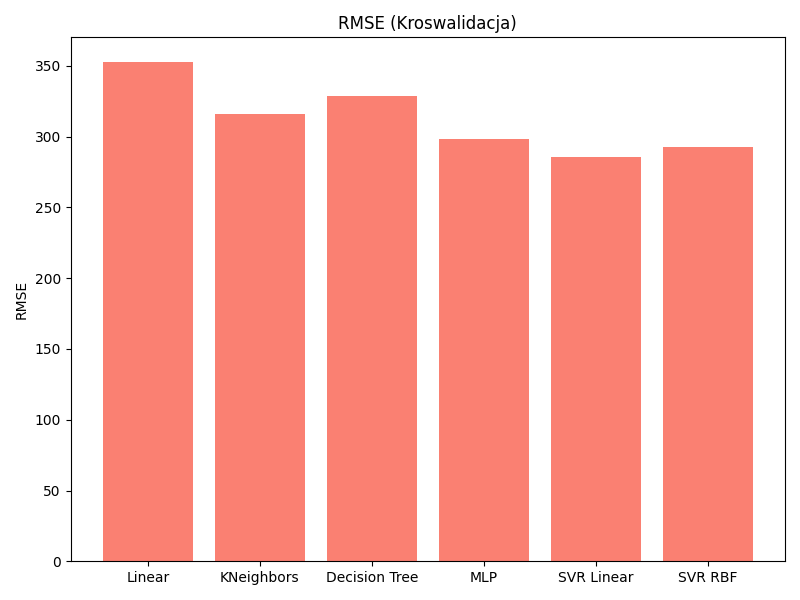 RMSE (Kroswalidacja)
RMSE
350
300
250
200
150
100
50
0
Linear
KNeighbors
Decision Tree
MLP
SVR Linear
SVR RBF